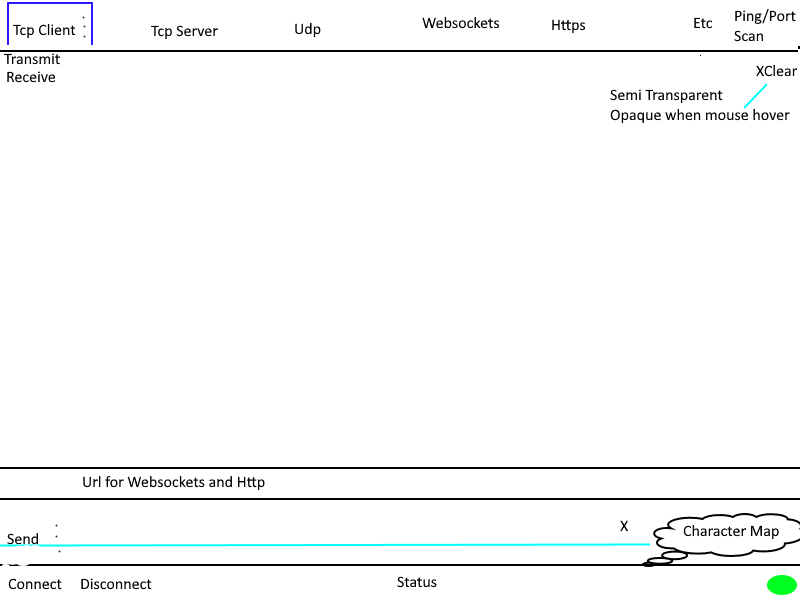 Tcp Client
Tcp Server
Udp
Websockets
Https
Etc
Ping/Port
Scan
Transmit
Receive
XClear
Semi Transparent
Opaque when mouse hover
Url for Websockets and Http
Send
X
Character Map
Connect
Disconnect
Status